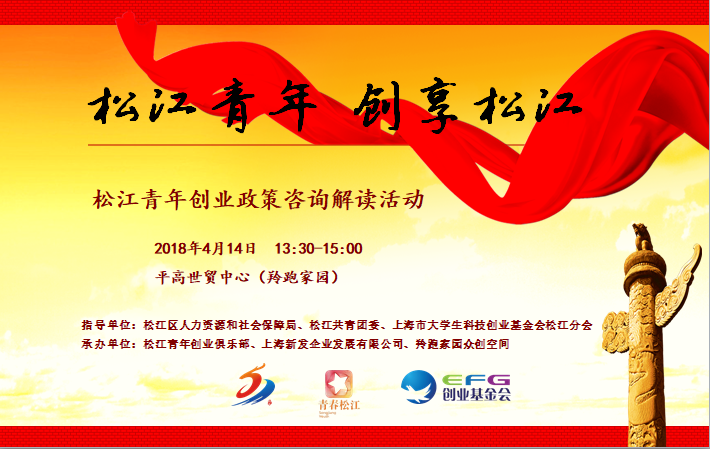 松江青年 创享松江
松江青年创业政策咨询解读活动
2018年4月14日 13:30-15:00
平高世贸中心（羚跑家园）
指导单位：松江区人力资源和社会保障局、松江共青团委、上海市大学生科技创业基金会松江分会
承办单位：松江青年创业俱乐部、上海新发企业发展有限公司、羚跑家园众创空间
青春松江
EFG
创业基金会